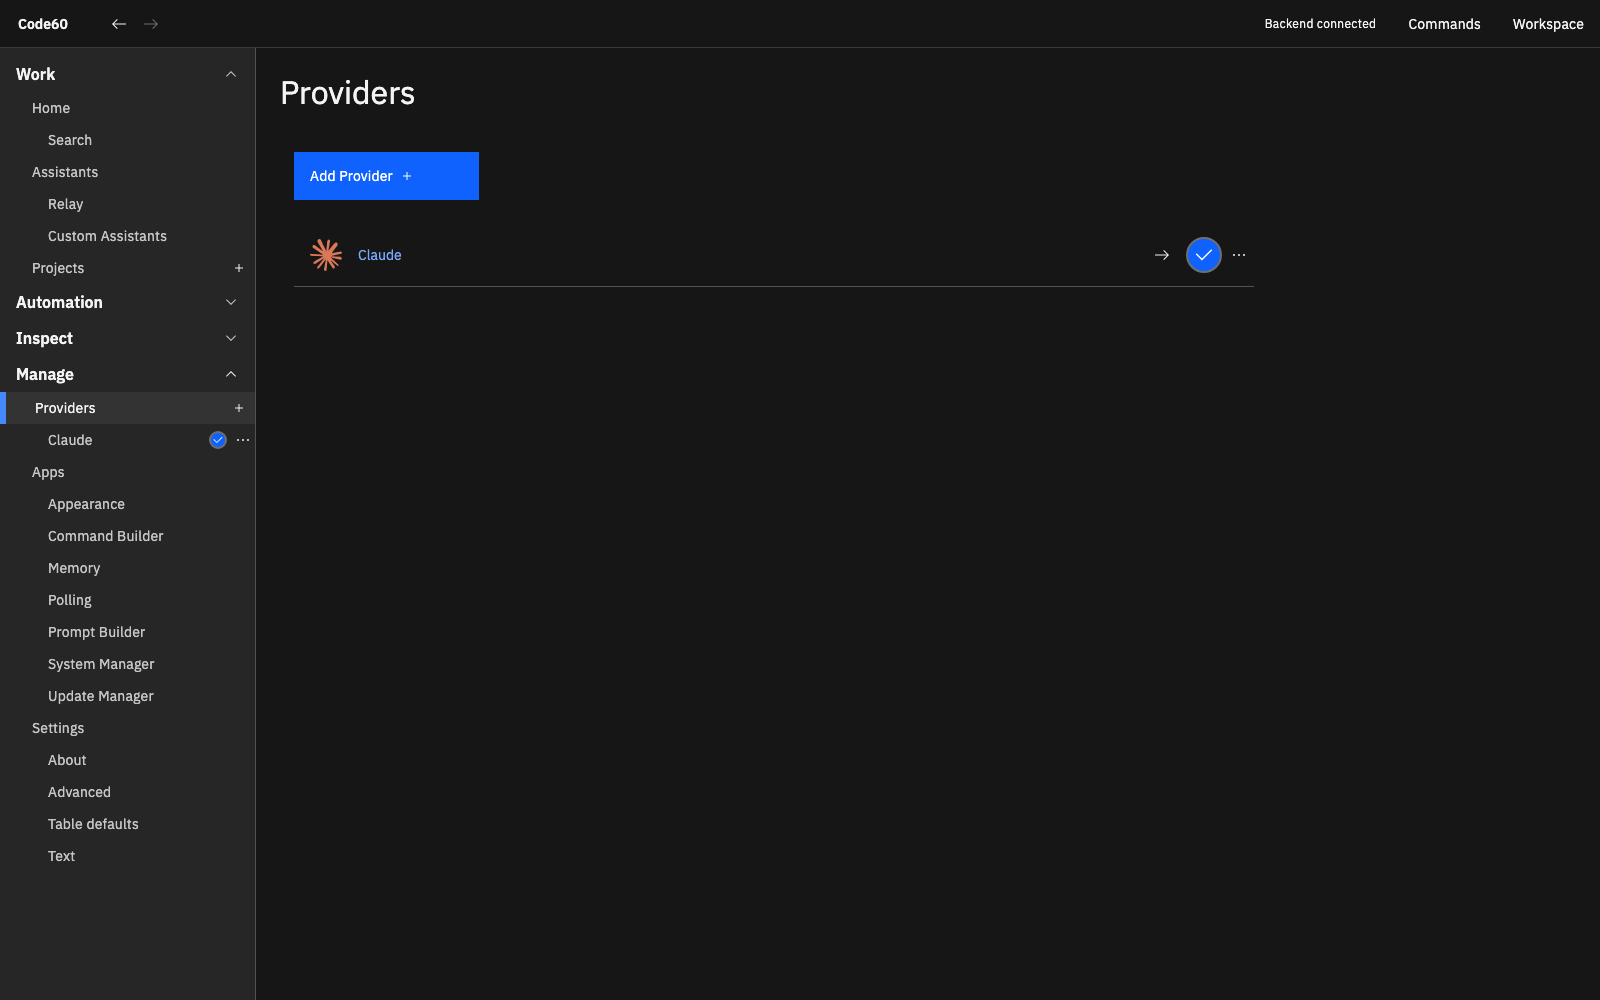 Code60
Backend connected
Commands
Workspace
Work
Home
Search
Assistants
Relay
Custom Assistants
Projects
Automation
Inspect
Manage
Providers
Claude
Apps
Appearance
Command Builder
Memory
Polling
Prompt Builder
System Manager
Update Manager
Settings
About
Advanced
Table defaults
Text
Providers
Add Provider
Claude